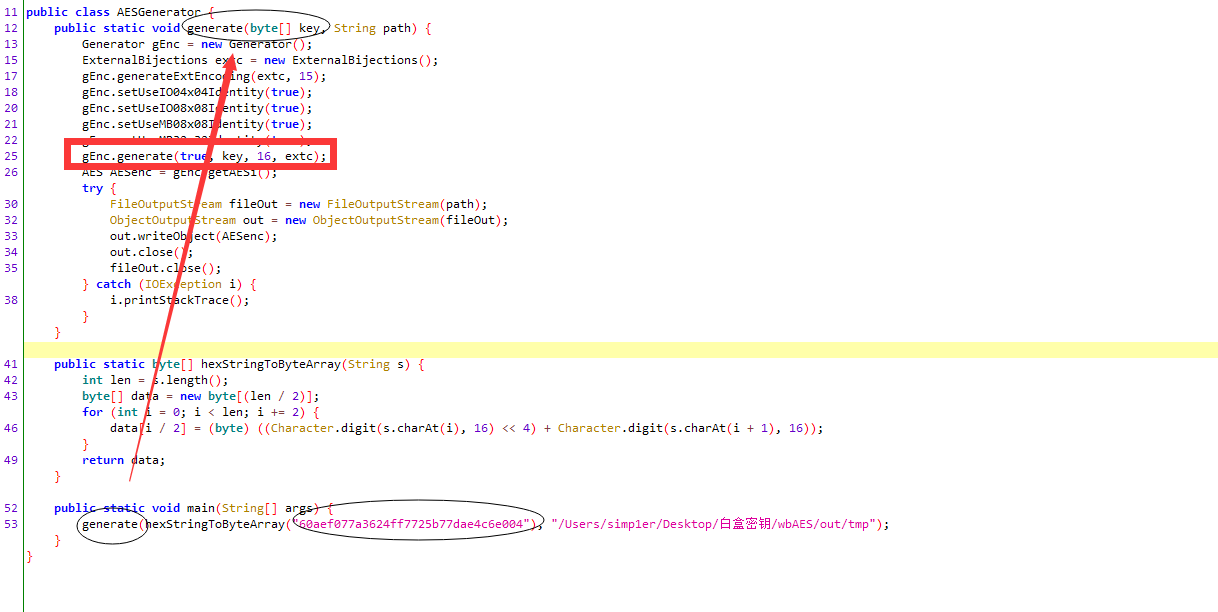 11 public class AESGenerator {
12 public static void generate(byte[] key, String path) {
13 Generator gEnc = new Generator();
15 ExternalBijections extc = new ExternalBijections();
17 gEnc.generateExtEncoding(extc, 15);
18 gEnc.setUseIO04x04Identity(true);
20 gEnc.setUseIO08x08Identity(true);
21 gEnc.setUseMB08x08Identity(true);
22
25 gEnc.generate(true, key, 16, extc);
26 AES AESenc = gEnc.getAESi();
try {
30 FileOutputStream fileOut = new FileOutputStream(path);
32 ObjectOutputStream out = new ObjectOutputStream(fileOut);
33 out.writeObject(AESenc);
34 out.close();
35 fileOut.close();
} catch (IOException i) {
38 i.printStackTrace();
}
}
41 public static byte[] hexStringToByteArray(String s) {
42 int len = s.length();
43 byte[] data = new byte[(len / 2)];
for (int i = 0; i < len; i += 2) {
46 data[i / 2] = (byte) ((Character.digit(s.charAt(i), 16) << 4) + Character.digit(s.charAt(i + 1), 16));
}
49 return data;
}
52 public static void main(String[] args) {
53 generate(hexStringToByteArray("60aef077a3624ff7725b77dae4c6e004"), "/Users/simp1er/Desktop/白盒密钥/wbAES/out/tmp");
}
}